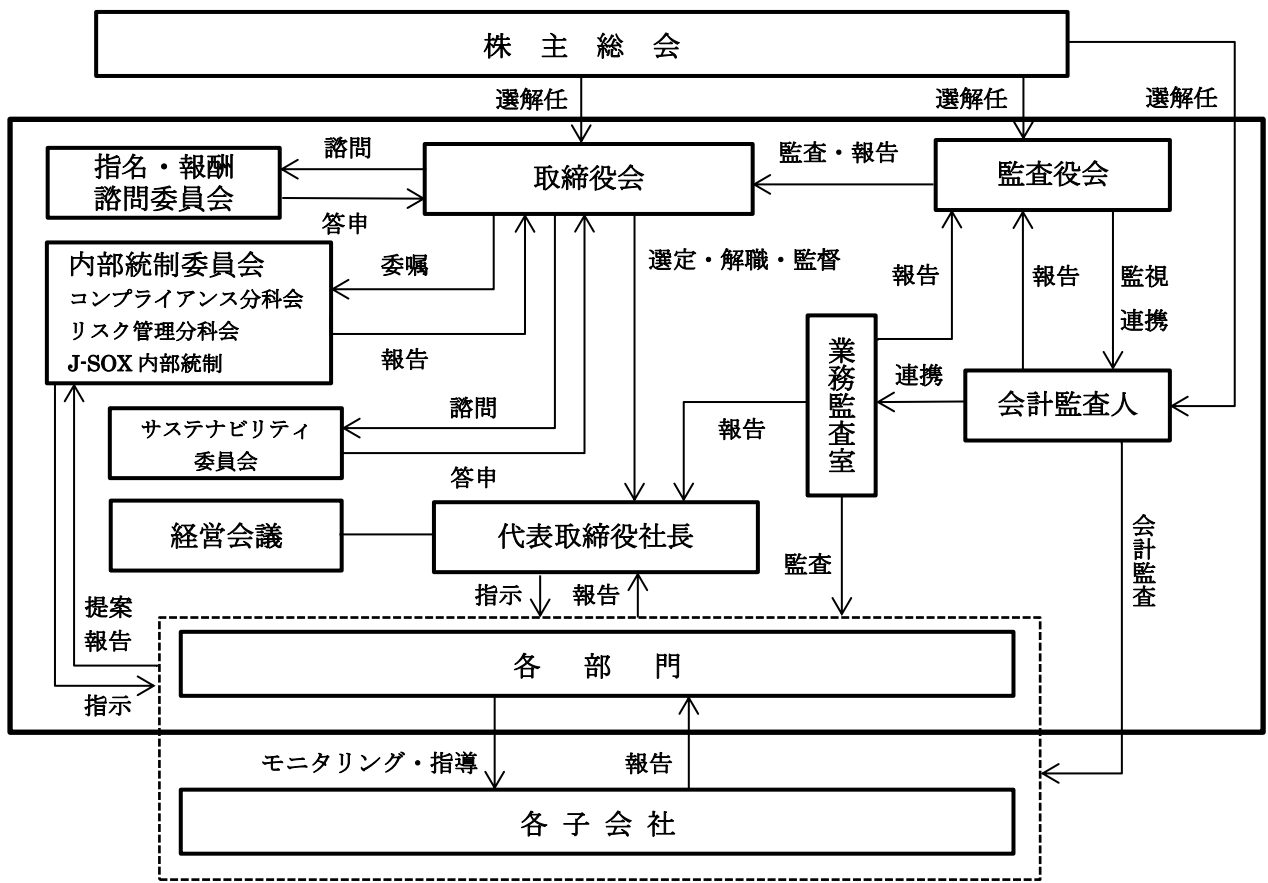 株主総会
選解任
選解任
選解任
指名・報酬
諮問委員会
諮問
答申
取締役会
監査・報告
監査役会
内部統制委員会
コンプライアンス分科会
リスク管理分科会
J-SOX 内部統制
委嘱
報告
選定・解職・監督
報告
報告
監視
連携
業務監査室
連携
会計監査人
サステナビリティ
委員会
諮問
答申
報告
経営会議
代表取締役社長
監査
会計監査
指示
報告
提案
報告
指示
各部門
モニタリング・指導
報告
各子会社